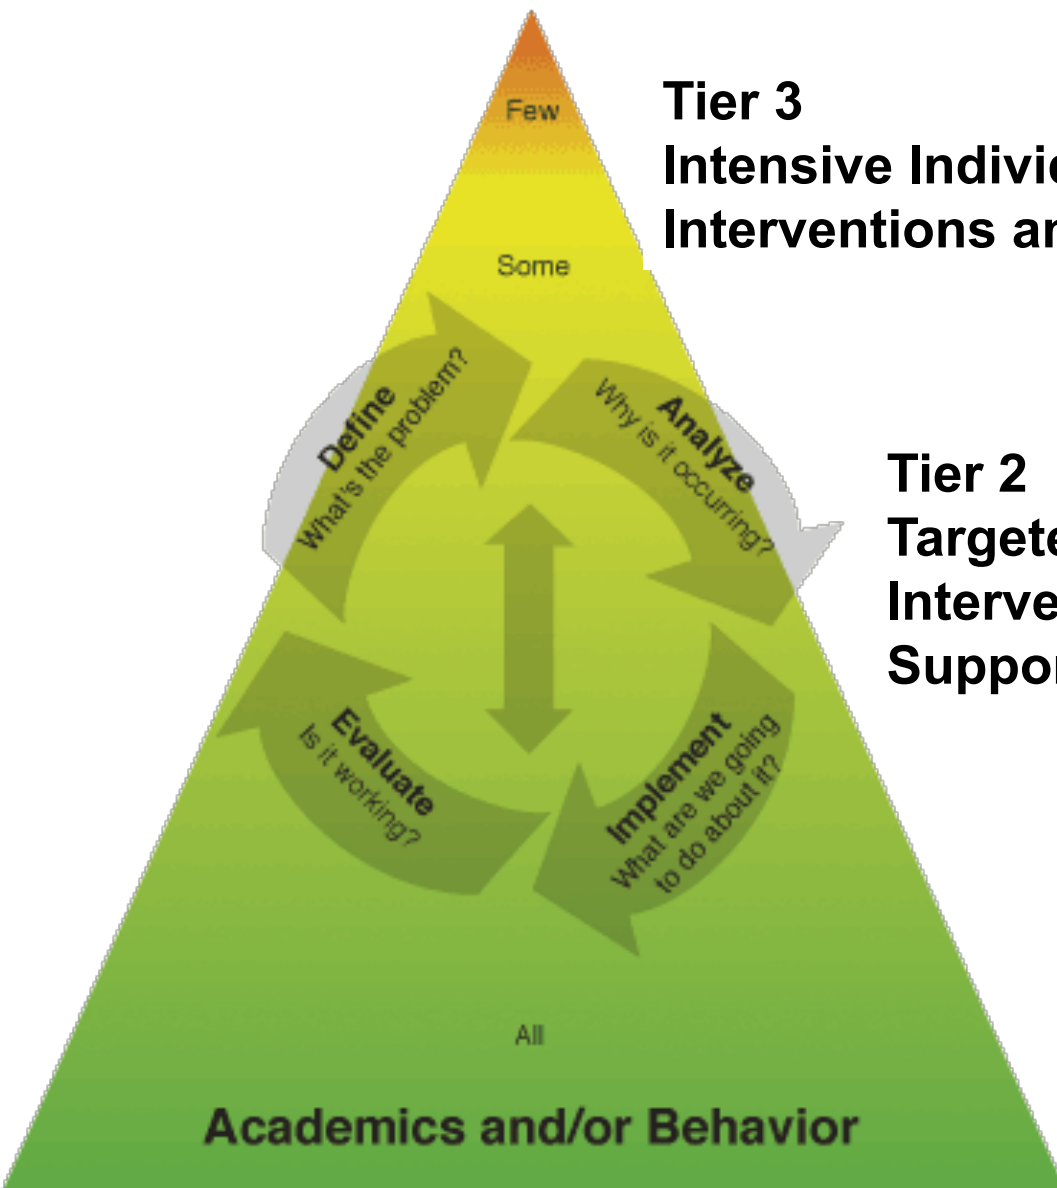 Few
Tier 3
Intensive
Interventions
Some
Define
What's the problem?
Analyze
Why is it occurring?
Tier 2
Evaluate
Is it working?
Implement
What are we going
to do about it?
All
Academics and/or Behavior